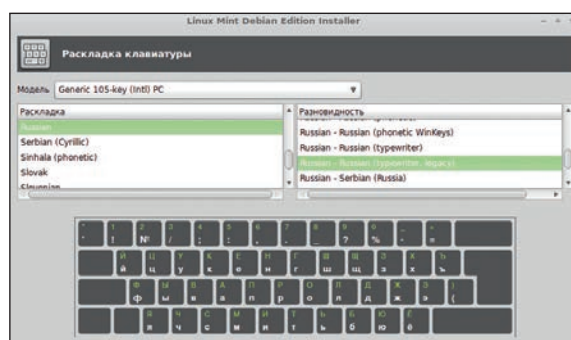 Linux Mint Debian Edition Installer
Раскладка клавиатуры
Модель Generic 105-key (Intl) PC
Раскладка
Russian
Serbian (Cyrillic)
Sinhala (phonetic)
Slovak
Slovenian
Разновидность
Russian - Russian (phonetic WinKeys)
Russian - Russian (typewriter)
Russian - Russian (typewriter, legacy)
Russian - Serbian (Russia)
Й Ц У К Е Н Г Ш Щ З Х Ъ
й ц у к е н г ш щ з х ъ
Ф Ы В А П Р О Л Д Ж Э )
ф ы в а п р о л д ж э (
Я Ч С М И Т Ь Б Ю Ё
я ч с м и т ь б ю ё